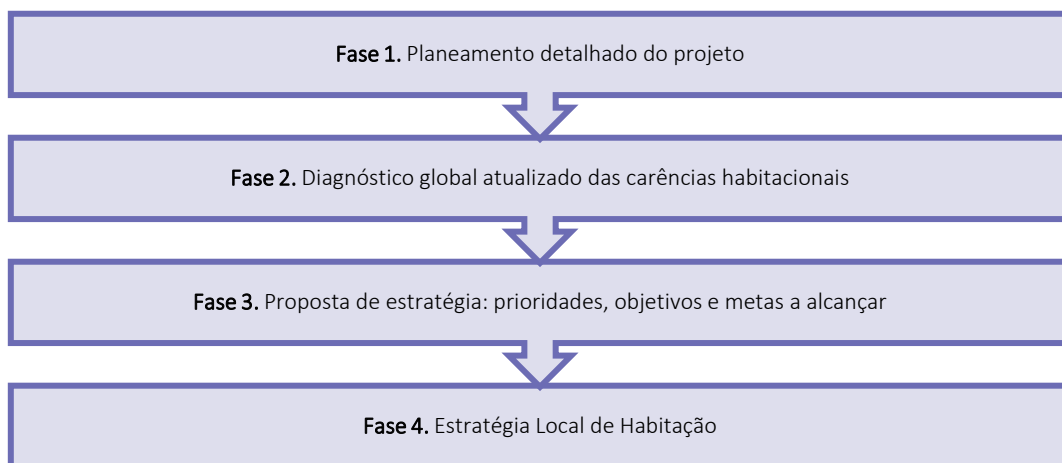 Fase 1. Planeamento detalhado do projeto
Fase 2. Diagnóstico global atualizado das carências habitacionais
Fase 3. Proposta de estratégia: prioridades, objetivos e metas a alcançar
Fase 4. Estratégia Local de Habitação